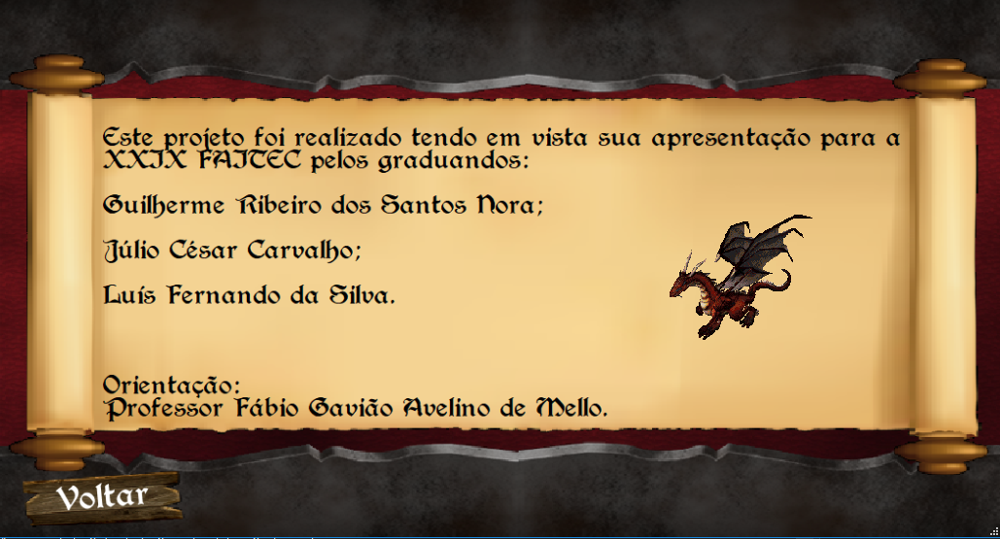 Este projeto foi realizado tendo em vista sua apresentação para a
XXIX FAITEC pelos graduandos:
Guilherme Ribeiro dos Santos Nora;
Júlio César Carvalho;
Luís Fernando da Silva.
Orientação:
Professor Fábio Gavião Avelino de Mello.
Voltar